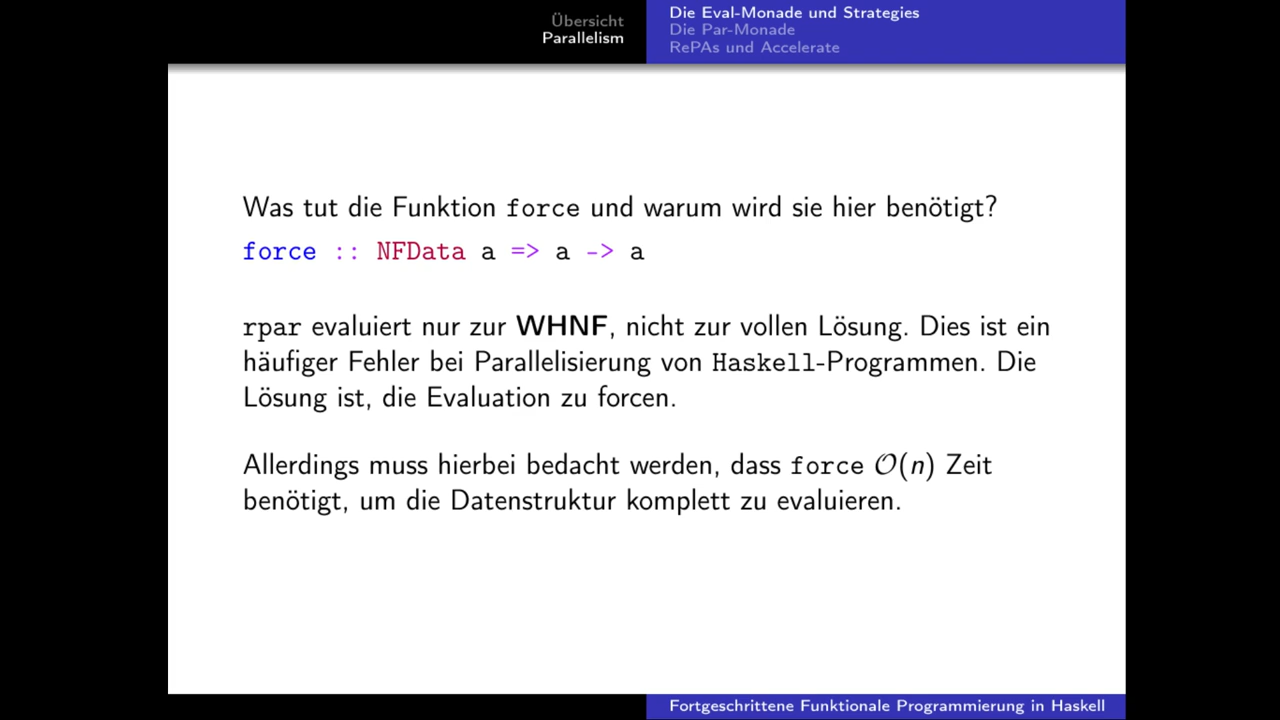 Übersicht
Parallelism
Die Eval-Monade und Strategies
Die Par-Monade
RePAs und Accelerate
Was tut die Funktion force und warum wird sie hier benötigt?
force :: NFData a => a -> a
rpar evaluiert nur zur WHNF, nicht zur vollen Lösung. Dies ist ein
häufiger Fehler bei Parallelisierung von Haskell-Programmen. Die
Lösung ist, die Evaluation zu forcen.
Allerdings muss hierbei bedacht werden, dass force O(n) Zeit
benötigt, um die Datenstruktur komplett zu evaluieren.
Fortgeschrittene Funktionale Programmierung in Haskell